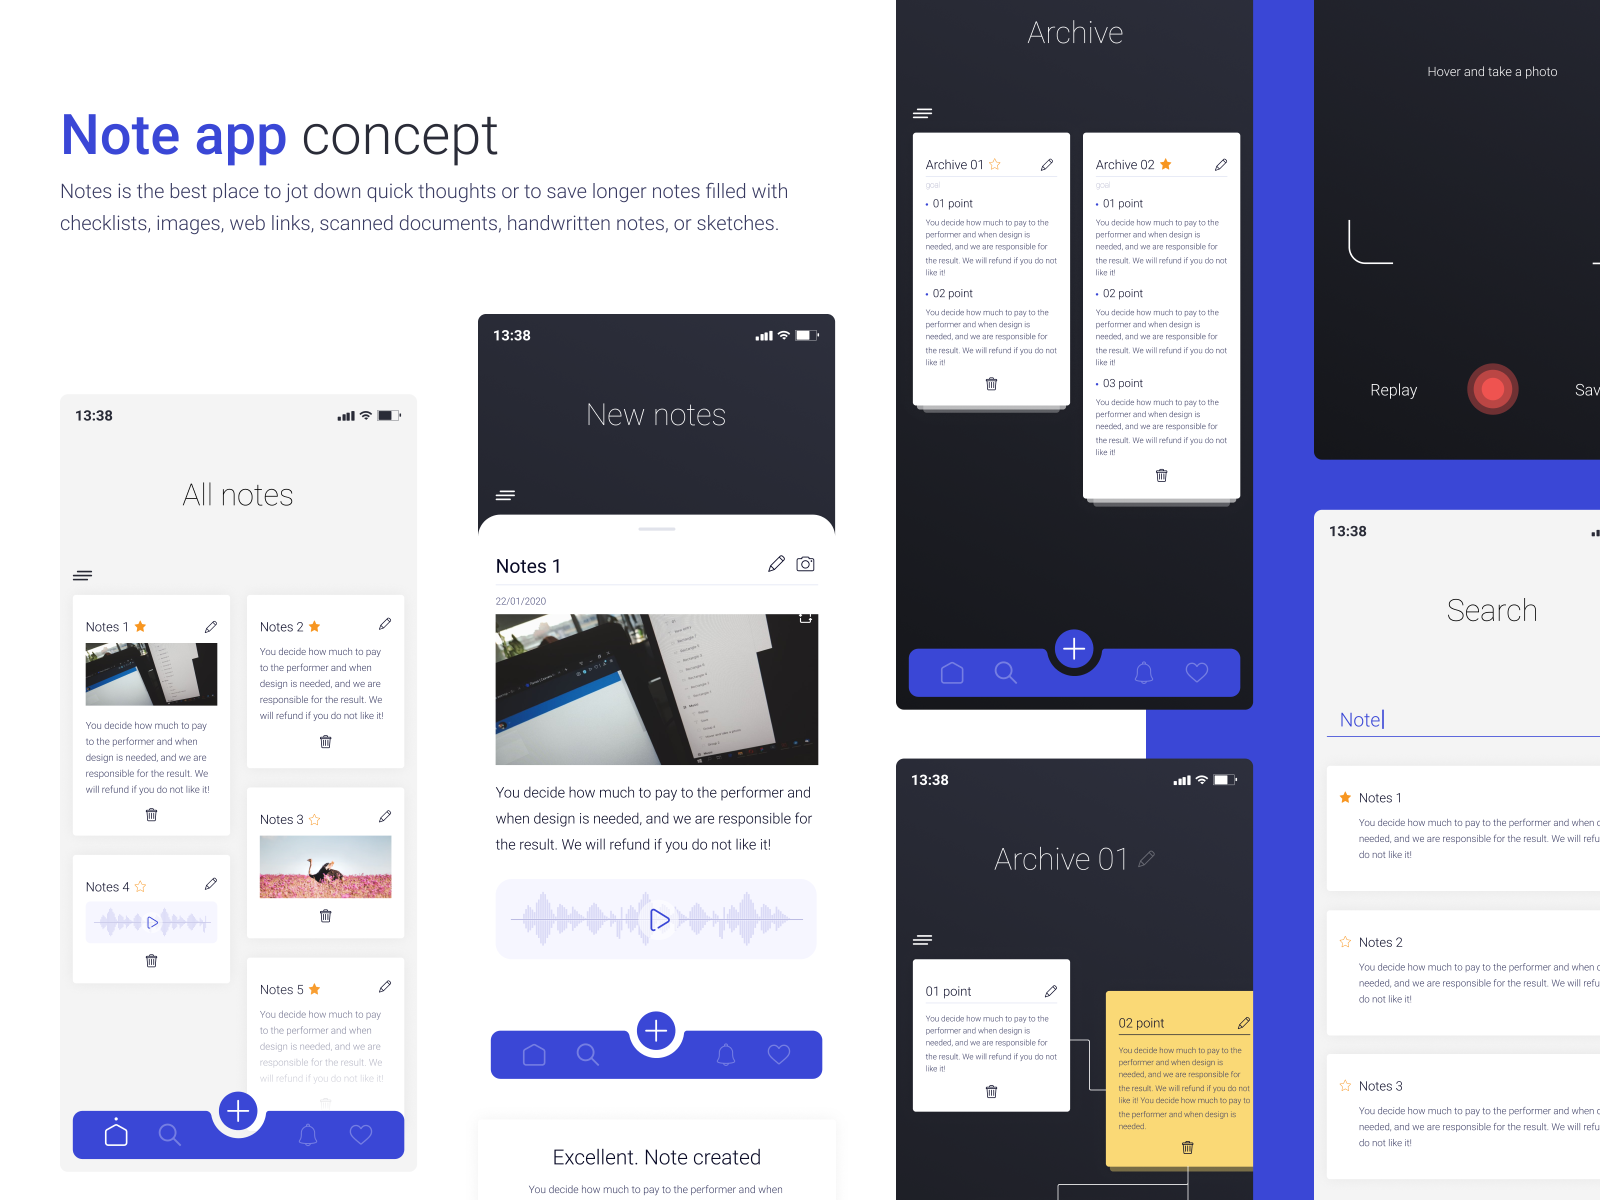 Note app concept
Notes is the best place to jot down quick thoughts or to save longer notes filled with
checklists, images, web links, scanned documents, handwritten notes, or sketches.
13:38
All notes
Notes 1
You decide how much to pay
to the performer and when
design is needed, and we are
responsible for the result. We
will refund if you do not like it!
Notes 4
Notes 2
You decide how much to pay
to the performer and when
design is needed, and we are
responsible for the result. We
will refund if you do not like it!
Notes 3
Notes 5
You decide how much to pay
to the performer and when
design is needed, and we are
responsible for the result. We
will refund if you do not like it!
13:38
New notes
Notes 1
22/01/2020
You decide how much to pay to the performer and
when design is needed, and we are responsible for
the result. We will refund if you do not like it!
Excellent. Note created
You decide how much to pay to the performer and when
Archive
Archive 01
goal
01 point
You decide how much to pay to the
performer and when design is
needed, and we are responsible for
the result. We will refund if you do not
like it!
02 point
You decide how much to pay to the
performer and when design is
needed, and we are responsible for
the result. We will refund if you do not
like it!
Archive 02
goal
01 point
You decide how much to pay to the
performer and when design is
needed, and we are responsible for
the result. We will refund if you do not
like it!
02 point
You decide how much to pay to the
performer and when design is
needed, and we are responsible for
the result. We will refund if you do not
like it!
03 point
You decide how much to pay to the
performer and when design is
needed, and we are responsible for
the result. We will refund if you do not
like it!
13:38
Archive 01
01 point
You decide how much to pay to the
performer and when design is
needed, and we are responsible for
the result. We will refund if you do not
like it!
02 point
You decide how much to pay to the
performer and when design is
needed, and we are responsible for
the result. We will refund if you do not
like it! You decide how much to pay to
the performer and when design is
needed.
Hover and take a photo
Replay
Sav
13:38
Search
Note
Notes 1
You decide how much to pay to the performer and when
needed, and we are responsible for the result. We will refu
do not like it!
Notes 2
You decide how much to pay to the performer and when
needed, and we are responsible for the result. We will refu
do not like it!
Notes 3
You decide how much to pay to the performer and when
needed, and we are responsible for the result. We will refu
do not like it!